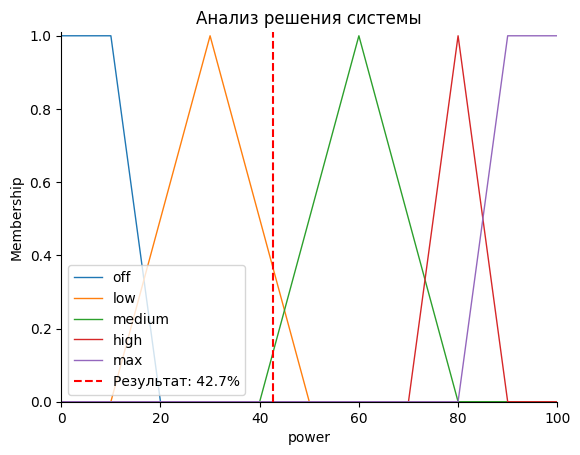 Анализ решения системы
Membership
1.0
0.8
0.6
0.4
0.2
0.0
off
low
medium
high
max
Результат: 42.7%
0 20 40 60 80 100
power